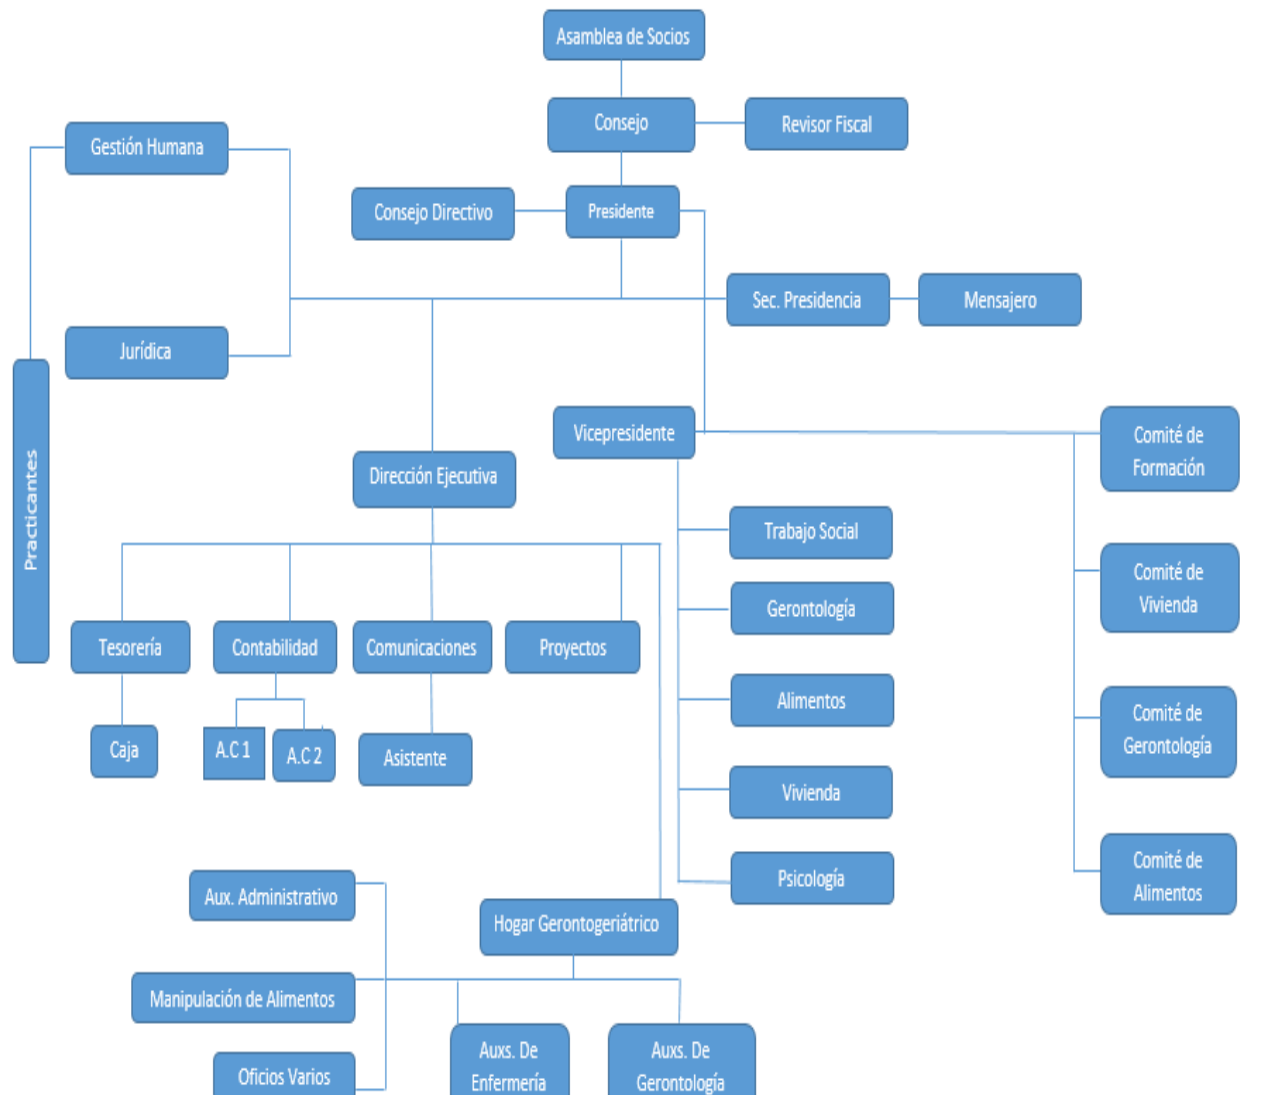 Asamblea de Socios
Consejo
Revisor Fiscal
Gestión Humana
Consejo Directivo
Presidente
Sec. Presidencia
Mensajero
Jurídica
Practicantes
Vicepresidente
Comité de
Formación
Dirección Ejecutiva
Trabajo Social
Comité de
Vivienda
Gerontología
Tesorería
Contabilidad
Comunicaciones
Proyectos
Alimentos
Comité de
Gerontología
Caja
A.C 1
A.C 2
Asistente
Vivienda
Psicología
Comité de
Alimentos
Aux. Administrativo
Hogar Gerontogeriátrico
Manipulación de Alimentos
Oficios Varios
Auxs. De
Enfermería
Auxs. De
Gerontología